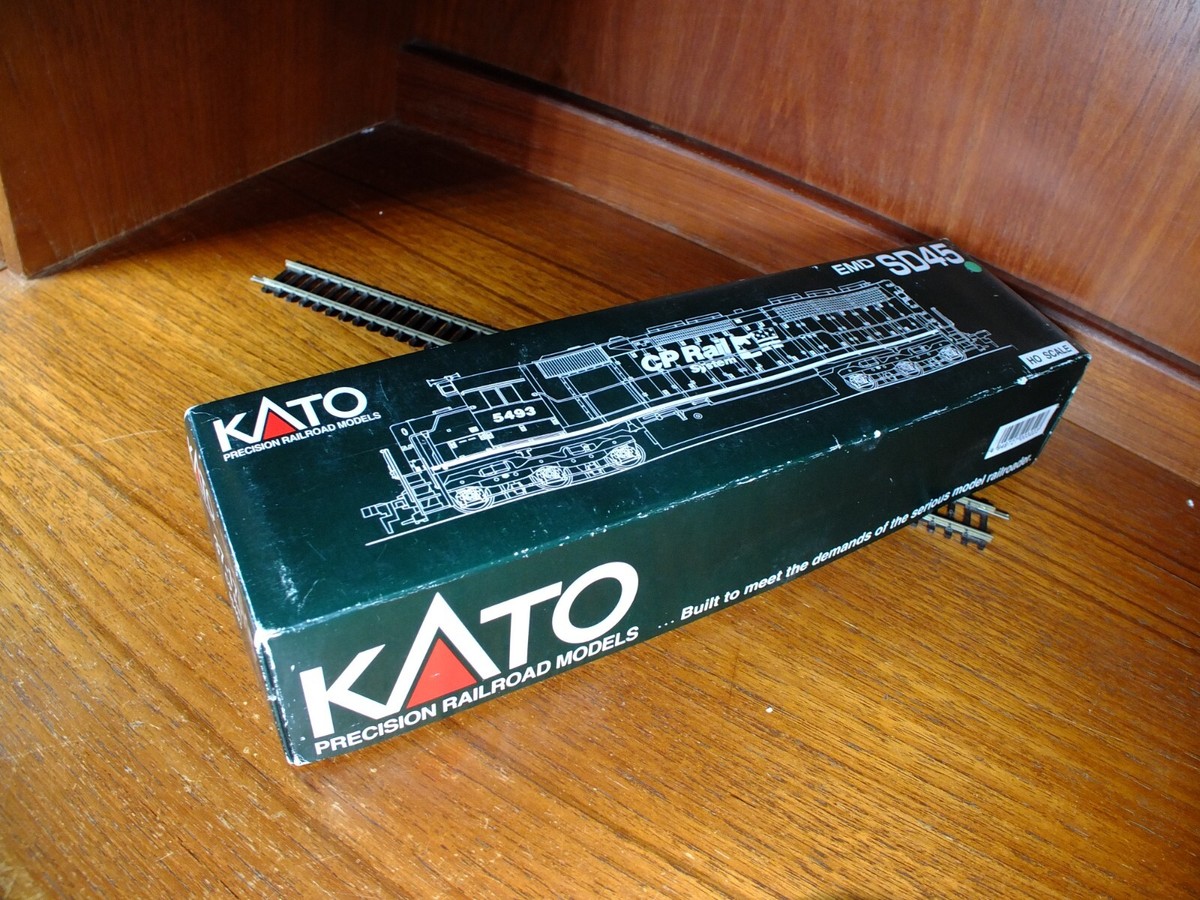 EMD SD45
KATO
PRECISION RAILROAD MODELS
CP Rail
System
5493
HO SCALE
KATO
PRECISION RAILROAD MODELS
... Built to meet the demands of the serious model railroader.